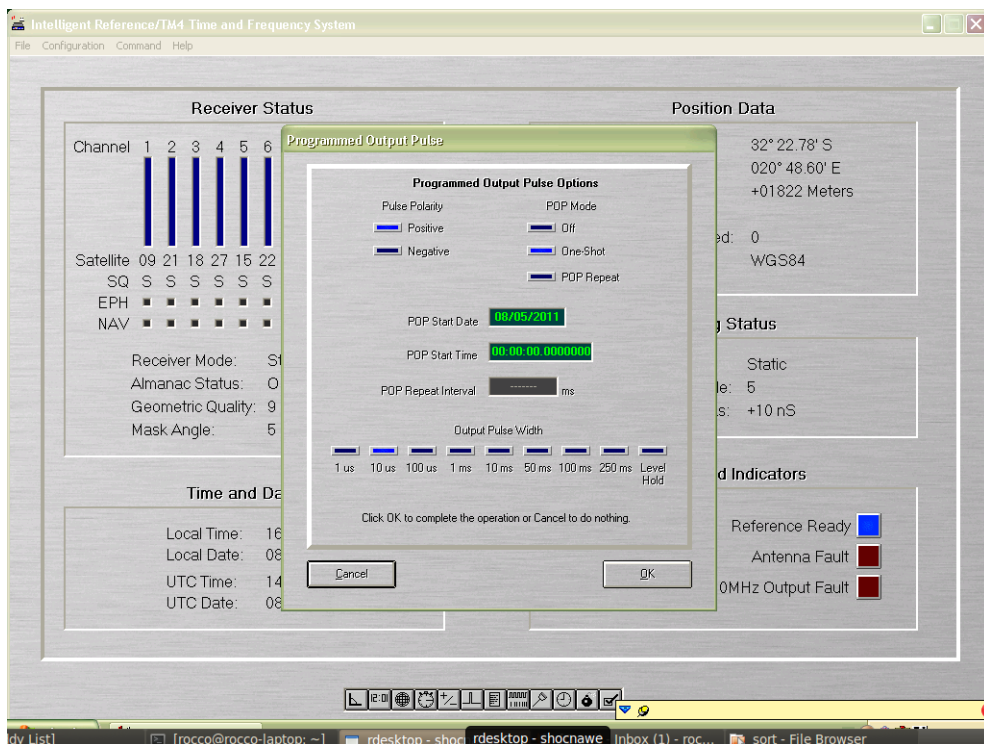 Intelligent Reference/TM4 Time and Frequency System
File Configuration Command Help
Receiver Status
Channel 1 2 3 4 5 6
Satellite 09 21 18 27 15 22
SQ S S S S S S
EPH
NAV
Receiver Mode: St
Almanac Status: O
Geometric Quality: 9
Mask Angle: 5
Time and Da
Local Time: 16
Local Date: 08
UTC Time: 14
UTC Date: 08
Programmed Output Pulse
Programmed Output Pulse Options
Pulse Polarity POP Mode
Positive Off
Negative One-Shot
POP Repeat
POP Start Date 08/05/2011
POP Start Time 00:00:00.0000000
POP Repeat Interval ------- ms
Output Pulse Width
1 us 10 us 100 us 1 ms 10 ms 50 ms 100 ms 250 ms Level Hold
Click OK to complete the operation or Cancel to do nothing.
Cancel OK
Position Data
32° 22.78' S
020° 48.60' E
+01822 Meters
ed: 0
WGS84
g Status
Static
le: 5
s: +10 nS
d Indicators
Reference Ready
Antenna Fault
0MHz Output Fault
dy List] [rocco@rocco-laptop: ~] rdesktop - shoc rdesktop - shocnawe Inbox (1) - roc... sort - File Browser